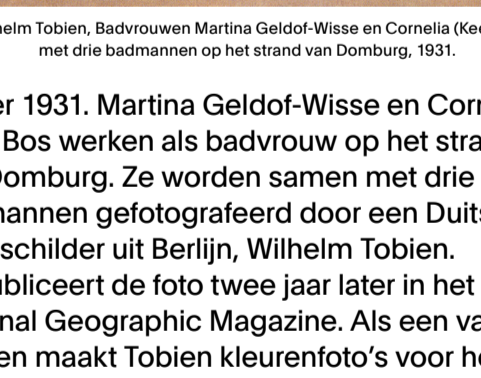 helm Tobien, Badvrouwen Martina Geldof-Wisse en Cornelia (Kee
met drie badmannen op het strand van Domburg, 1931.
er 1931. Martina Geldof-Wisse en Corn
Bos werken als badvrouw op het stra
Domburg. Ze worden samen met drie
mannen gefotografeerd door een Duits
schilder uit Berlijn, Wilhelm Tobien.
ubliceert de foto twee jaar later in het
nal Geographic Magazine. Als een va
en maakt Tobien kleurenfoto's voor he